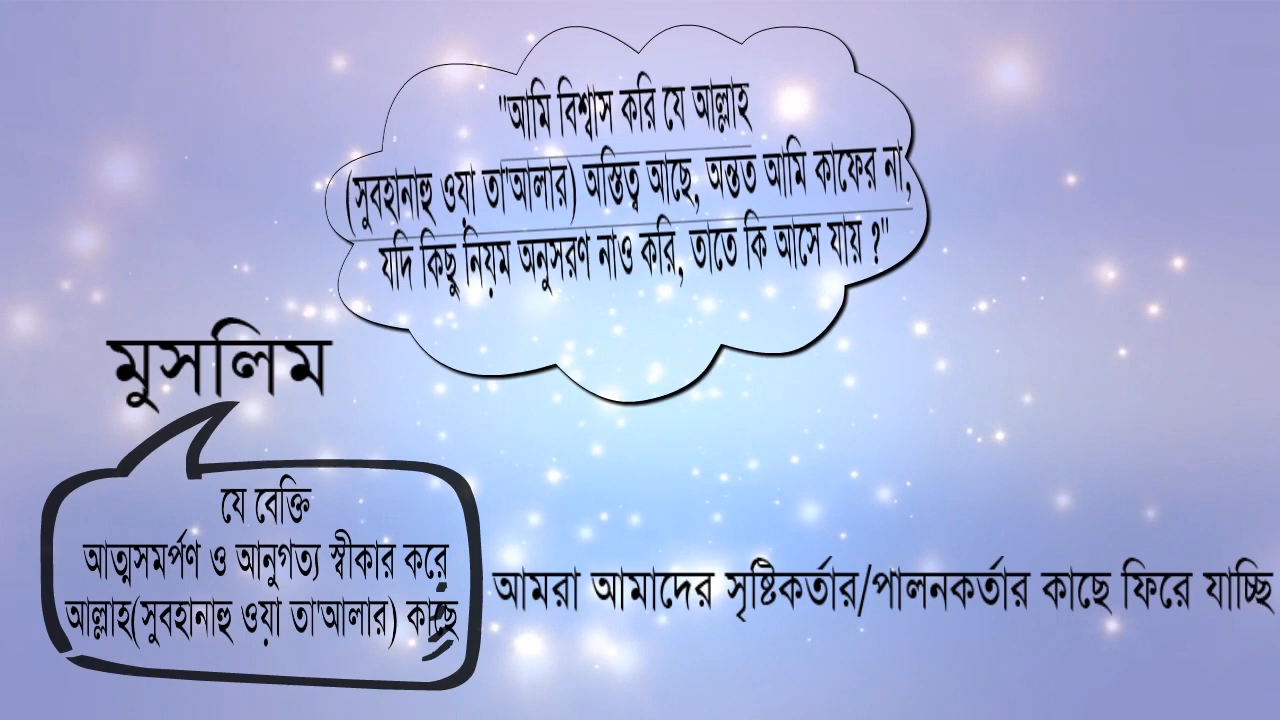 "আমি বিশ্বাস করি যে আল্লাহ
(সুবহানাহু ওয়া তা'আলার) অস্তিত্ব আছে, অন্তত আমি কাফের না,
যদি কিছু নিয়ম অনুসরণ নাও করি, তাতে কি আসে যায় ?"
মুসলিম
যে বেক্তি
আত্মসমর্পণ ও আনুগত্য স্বীকার করে
আল্লাহ(সুবহানাহু ওয়া তা'আলার) কাছে
আমরা আমাদের সৃষ্টিকর্তার/পালনকর্তার কাছে ফিরে যাচ্ছি